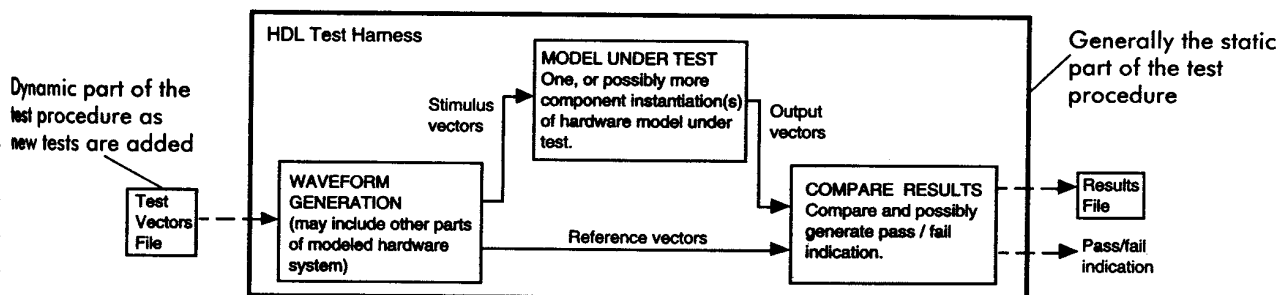 HDL Test Harness
Generally the static
part of the test
procedure
Dynamic part of the
test procedure as
new tests are added
MODEL UNDER TEST
One, or possibly more
component instantiation(s)
of hardware model under
test.
Stimulus
vectors
Output
vectors
Test
Vectors
File
WAVEFORM
GENERATION
(may include other parts
of modeled hardware
system)
Reference vectors
COMPARE RESULTS
Compare and possibly
generate pass / fail
indication.
Results
File
Pass/fail
indication